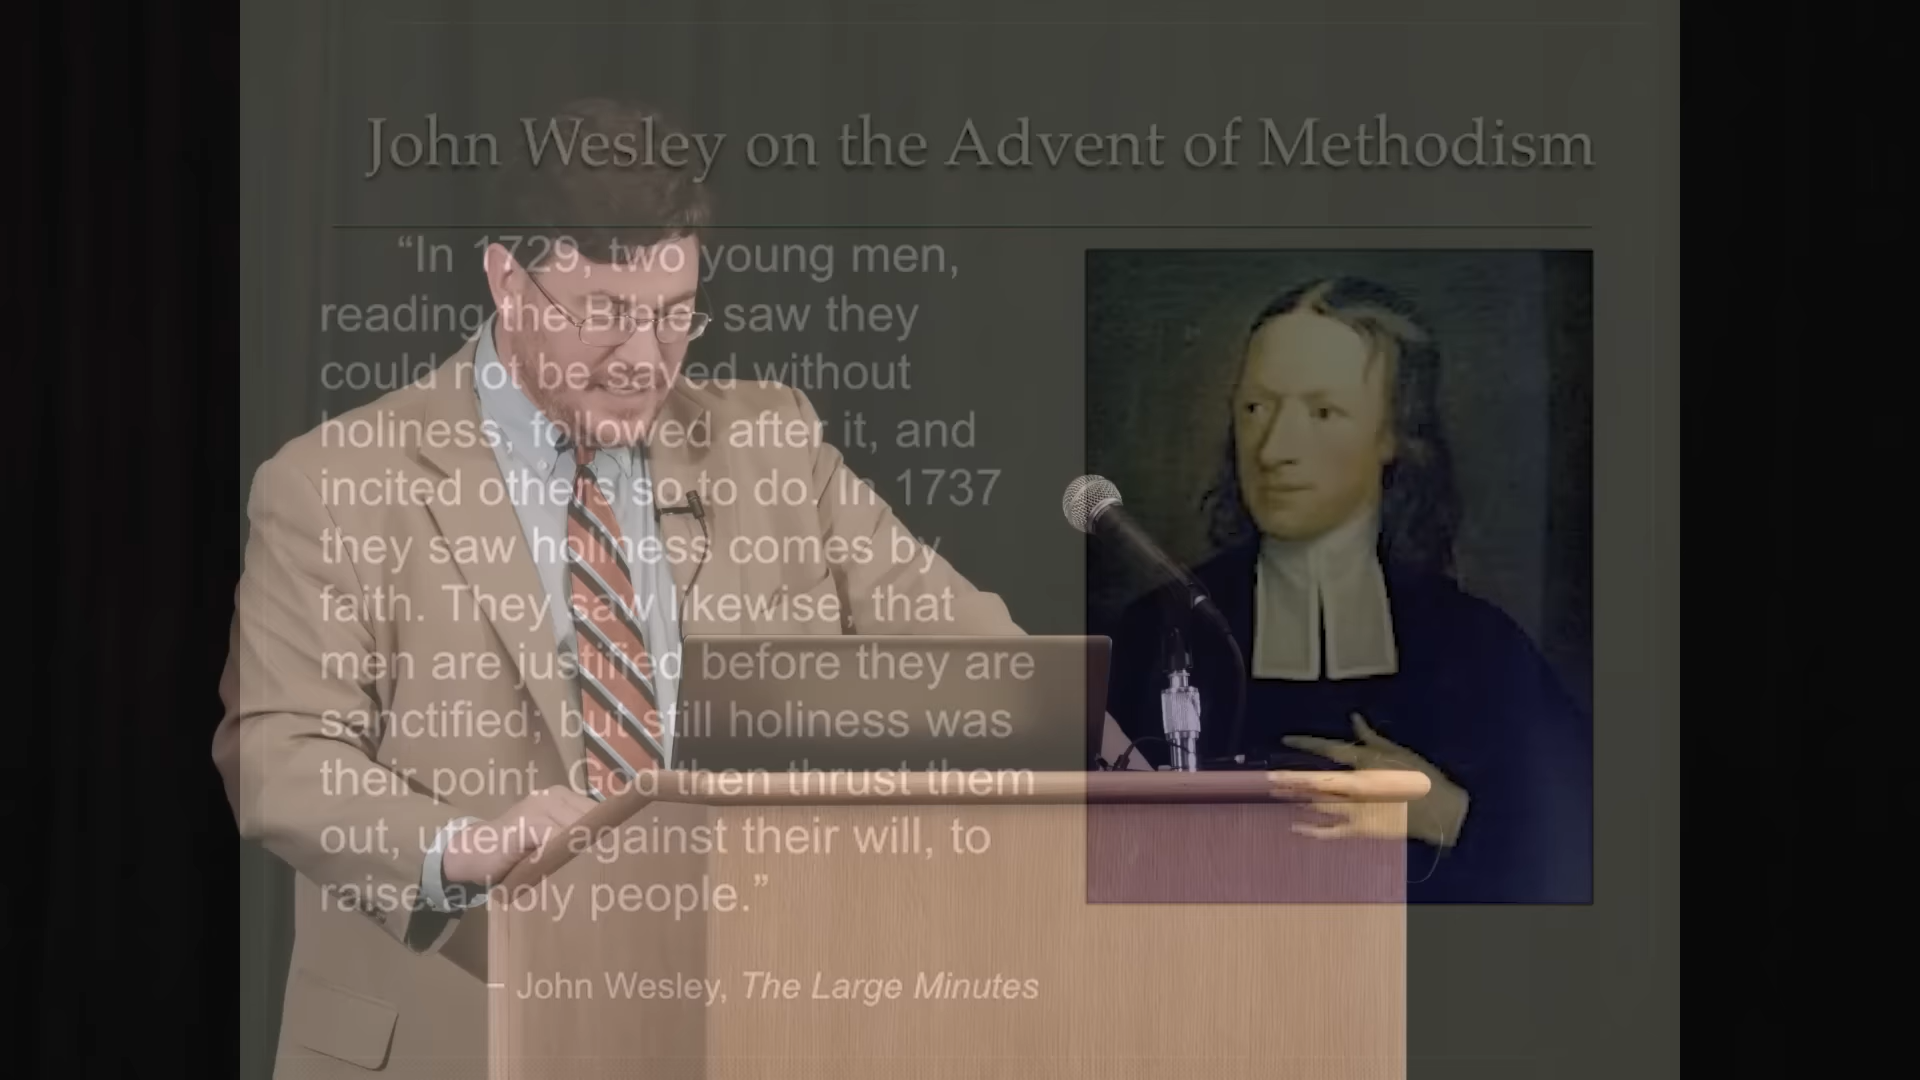 John Wesley on the Advent of Methodism
“In 1729, two young men,
reading the Bible, saw they
could not be saved without
holiness, followed after it, and
incited others so to do. In 1737
they saw holiness comes by
faith. They saw likewise, that
men are justified before they are
sanctified; but still holiness was
their point. God then thrust them
out, utterly against their will, to
raise a holy people.”
– John Wesley, The Large Minutes